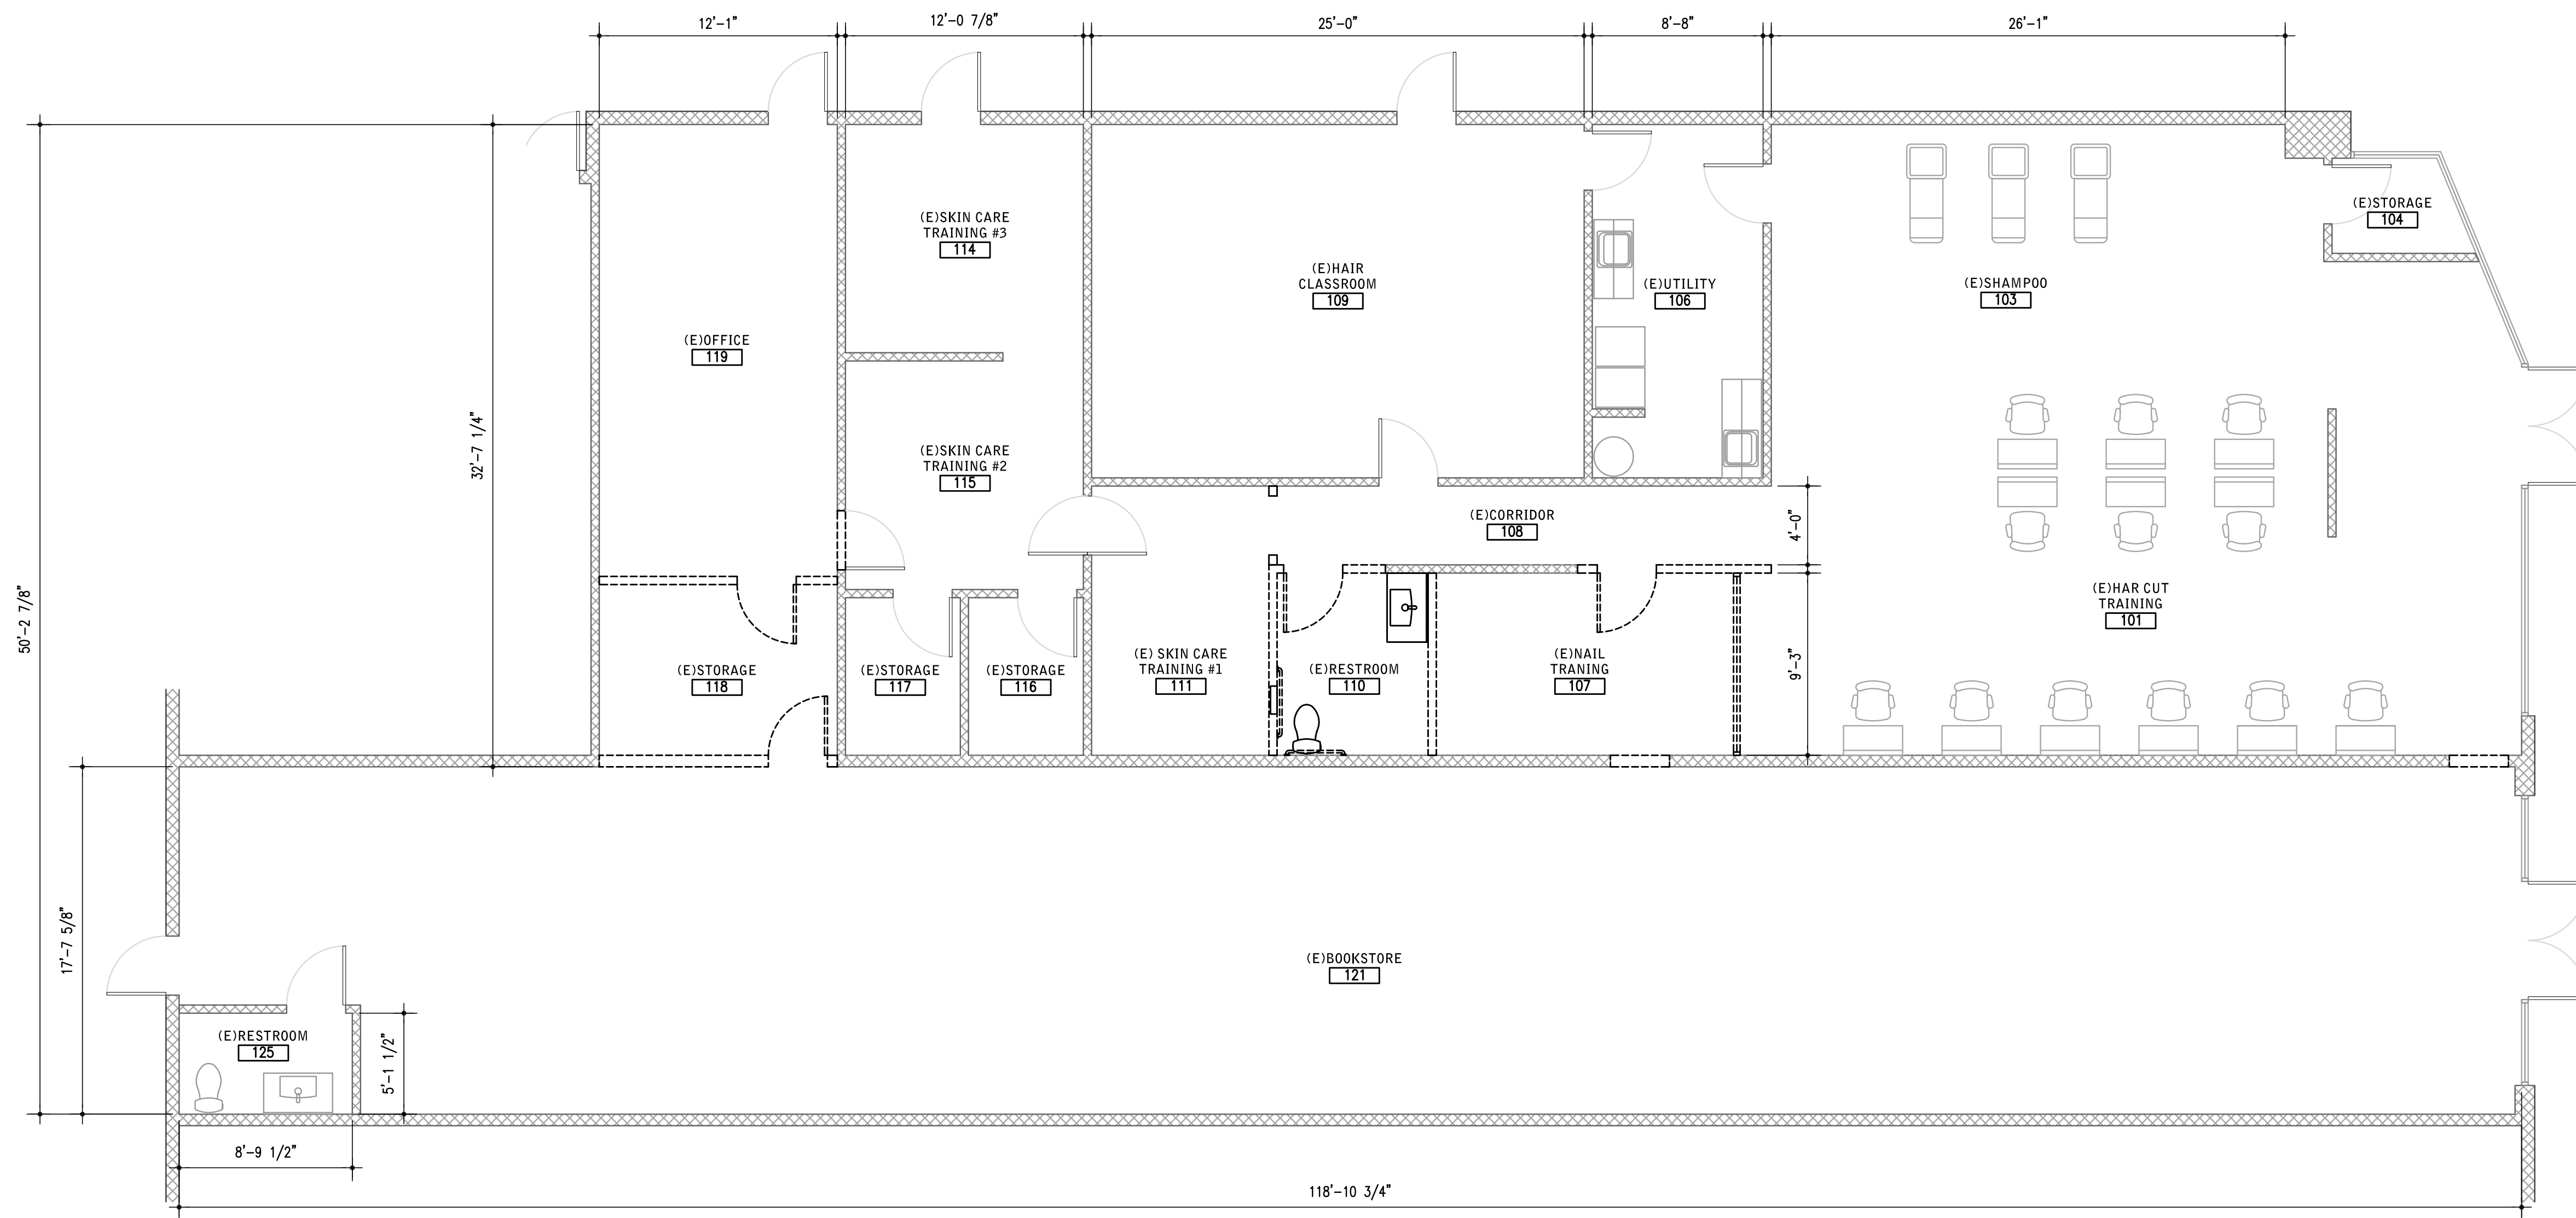 12'-1"
12'-0 7/8"
25'-0"
8'-8"
26'-1"
(E)STORAGE
104
(E)SKIN CARE
TRAINING #3
114
(E)HAIR
CLASSROOM
109
(E)UTILITY
106
(E)SHAMPOO
103
(E)OFFICE
119
32'-7 1/4"
(E)SKIN CARE
TRAINING #2
115
(E)CORRIDOR
108
4'-0"
50'-2 7/8"
(E)HAR CUT
TRAINING
101
(E)STORAGE
118
(E)STORAGE
117
(E)STORAGE
116
(E) SKIN CARE
TRAINING #1
111
(E)RESTROOM
110
(E)NAIL
TRANING
107
9'-3"
17'-7 5/8"
(E)BOOKSTORE
121
(E)RESTROOM
125
5'-1 1/2"
8'-9 1/2"
118'-10 3/4"